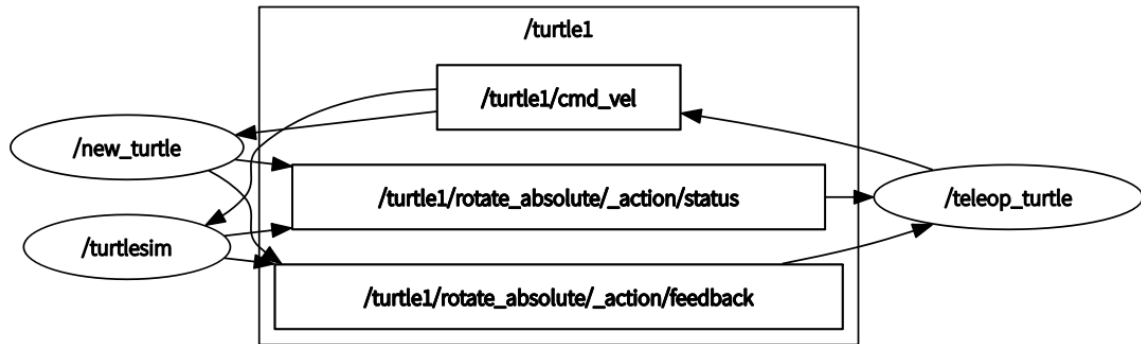 /turtle1
/turtle1/cmd_vel
/new_turtle
/turtle1/rotate_absolute/_action/status
/teleop_turtle
/turtlesim
/turtle1/rotate_absolute/_action/feedback